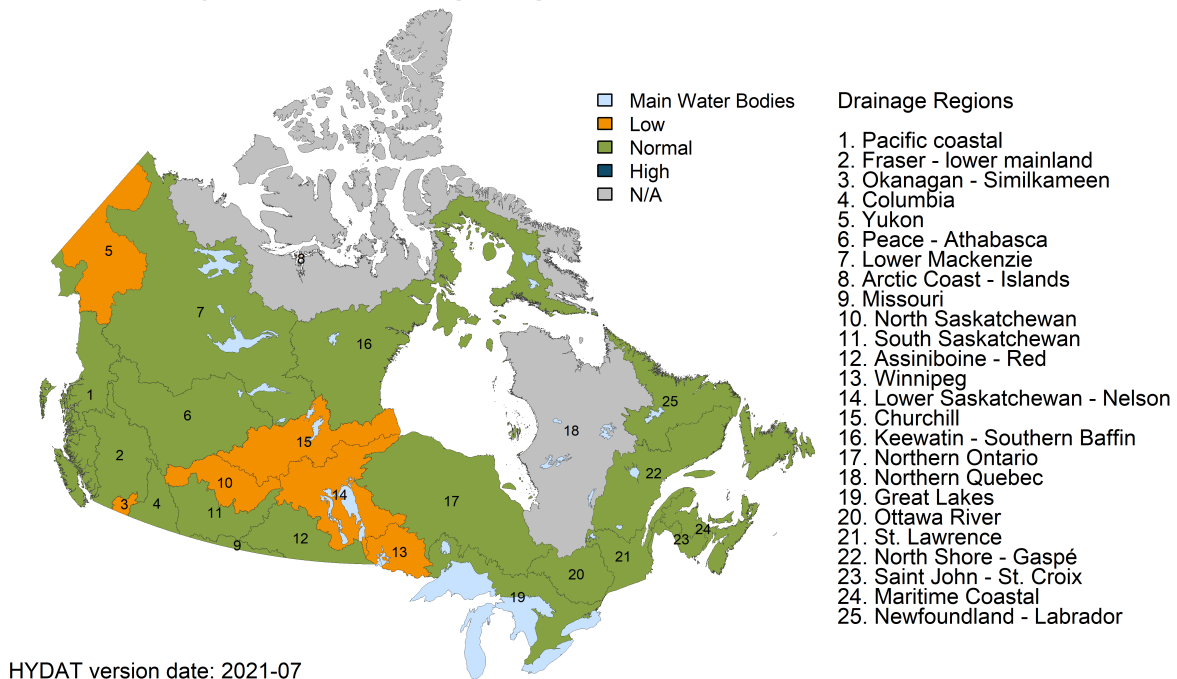 Main Water Bodies
Low
Normal
High
N/A
Drainage Regions
1. Pacific coastal
2. Fraser - lower mainland
3. Okanagan - Similkameen
4. Columbia
5. Yukon
6. Peace - Athabasca
7. Lower Mackenzie
8. Arctic Coast - Islands
9. Missouri
10. North Saskatchewan
11. South Saskatchewan
12. Assiniboine - Red
13. Winnipeg
14. Lower Saskatchewan - Nelson
15. Churchill
16. Keewatin - Southern Baffin
17. Northern Ontario
18. Northern Quebec
19. Great Lakes
20. Ottawa River
21. St. Lawrence
22. North Shore - Gaspé
23. Saint John - St. Croix
24. Maritime Coastal
25. Newfoundland - Labrador
5
8
7
16
1
6
25
15
18
2
22
10
14
17
3
4
11
24
12
23
9
13
21
20
19
HYDAT version date: 2021-07